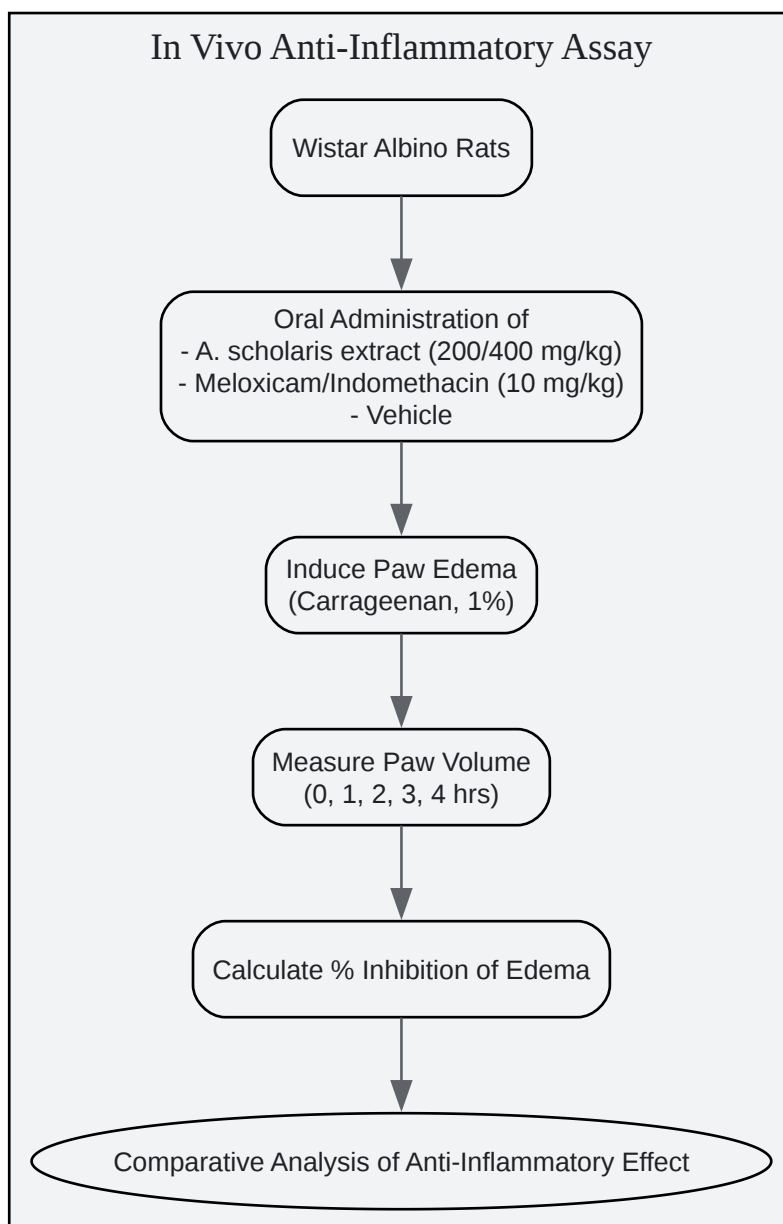 In Vivo Anti-Inflammatory Assay
Wistar Albino Rats
Oral Administration of
- A. scholaris extract (200/400 mg/kg)
- Meloxicam/Indomethacin (10 mg/kg)
- Vehicle
Induce Paw Edema
(Carrageenan, 1%)
Measure Paw Volume
(0, 1, 2, 3, 4 hrs)
Calculate % Inhibition of Edema
Comparative Analysis of Anti-Inflammatory Effect